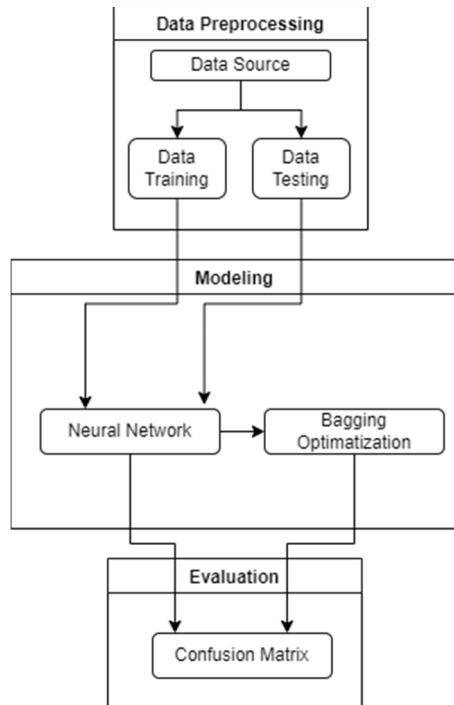 Data Preprocessing
Data Source
Data
Training
Data
Testing
Modeling
Neural Network
Bagging
Optimatization
Evaluation
Confusion Matrix